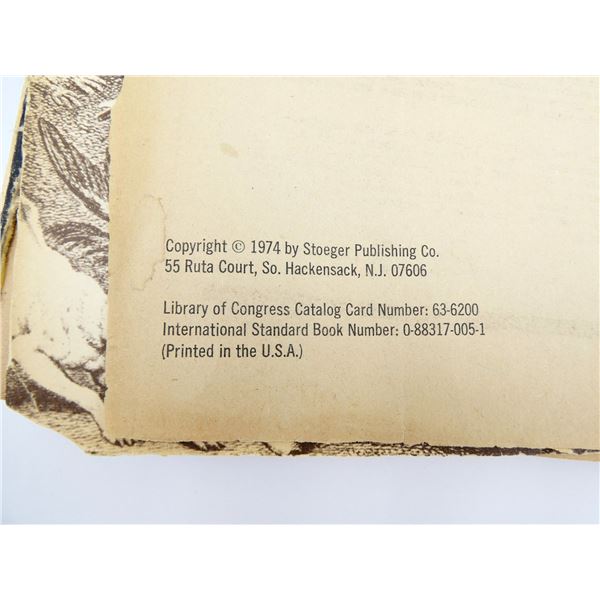 Copyright © 1974 by Stoeger Publishing Co.
55 Ruta Court, So. Hackensack, N.J. 07606
Library of Congress Catalog Card Number: 63-6200
International Standard Book Number: 0-88317-005-1
(Printed in the U.S.A.)